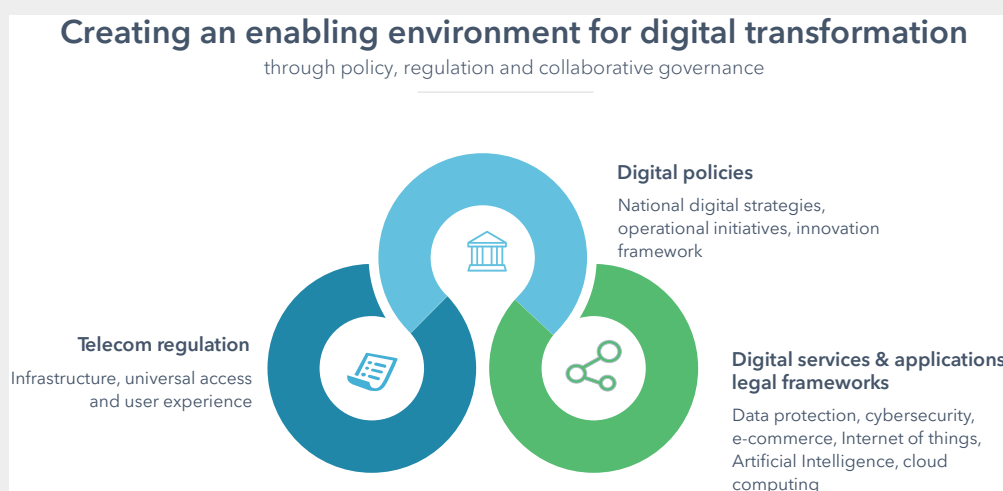 Creating an enabling environment for digital transformation
through policy, regulation and collaborative governance
Digital policies
National digital strategies,
operational initiatives, innovation
framework
Telecom regulation
Infrastructure, universal access
and user experience
Digital services & applications
legal frameworks
Data protection, cybersecurity,
e-commerce, Internet of things,
Artificial Intelligence, cloud
computing